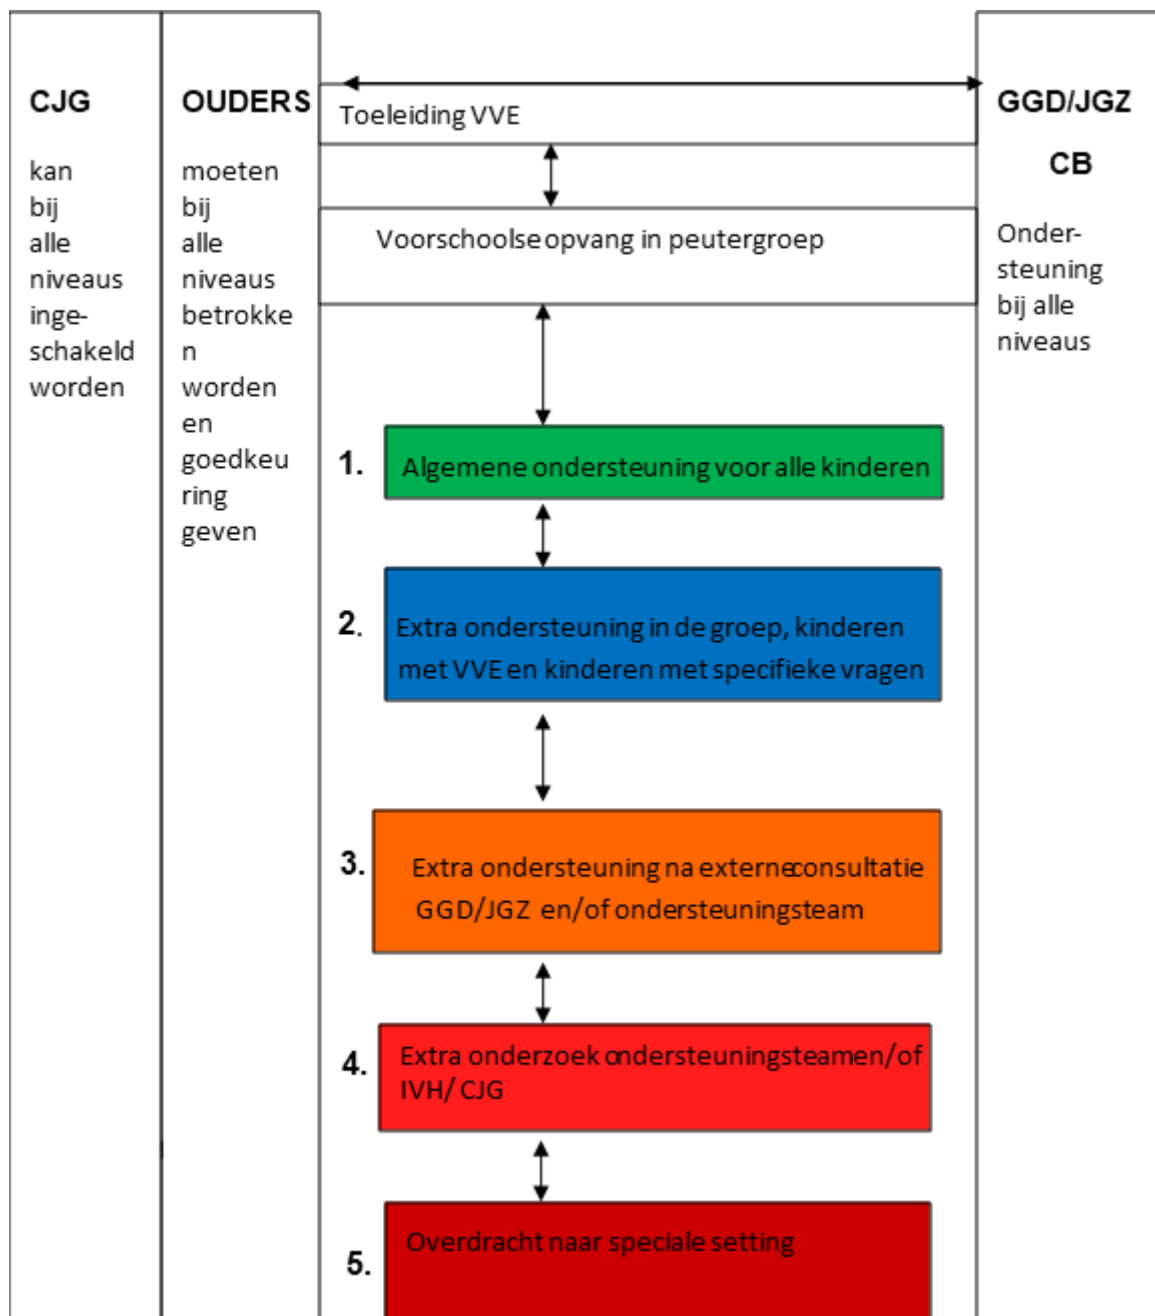 CJG
kan
bij
alle
niveaus
inge-
schakeld
worden
OUDERS
moeten
bij
alle
niveaus
betrokke
n
worden
en
goedkeu
ring
geven
Toeleiding VVE
Voorschoolse opvang in peutergroep
1. Algemene ondersteuning voor alle kinderen
2. Extra ondersteuning in de groep, kinderen
met VVE en kinderen met specifieke vragen
3. Extra ondersteuning na externe consultatie
GGD/JGZ en/of ondersteuningsteam
4. Extra onderzoek ondersteuningsteam en/of
IVH/ CJG
5. Overdracht naar speciale setting
GGD/JGZ
CB
Onder-
steuning
bij alle
niveaus